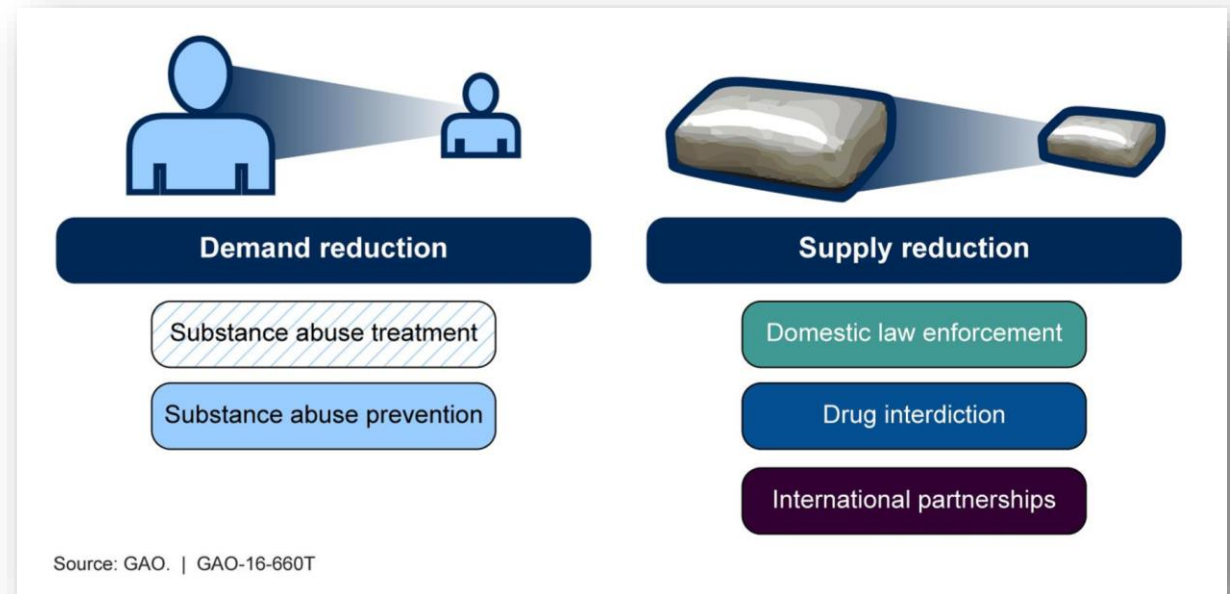 Demand reduction
Substance abuse treatment
Substance abuse prevention
Supply reduction
Domestic law enforcement
Drug interdiction
International partnerships
Source: GAO. | GAO-16-660T